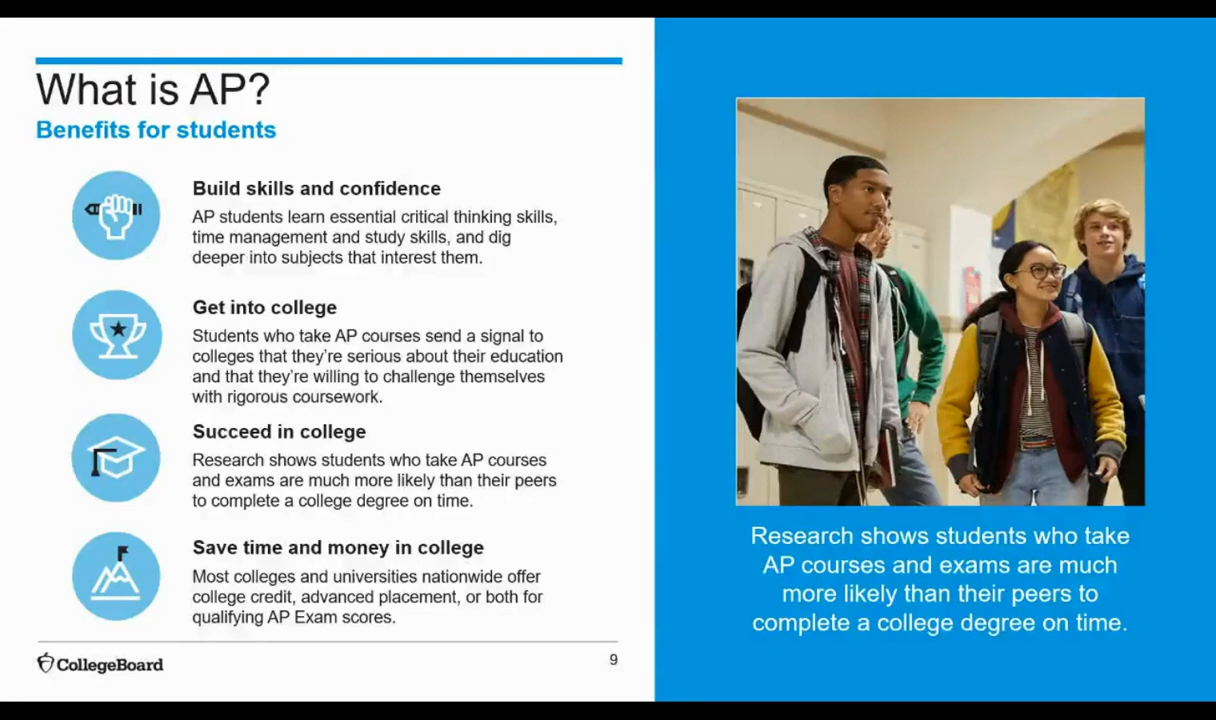 What is AP?
Benefits for students
Build skills and confidence
AP students learn essential critical thinking skills,
time management and study skills, and dig
deeper into subjects that interest them.
Get into college
Students who take AP courses send a signal to
colleges that they're serious about their education
and that they're willing to challenge themselves
with rigorous coursework.
Succeed in college
Research shows students who take AP courses
and exams are much more likely than their peers
to complete a college degree on time.
Save time and money in college
Most colleges and universities nationwide offer
college credit, advanced placement, or both for
qualifying AP Exam scores.
CollegeBoard
9
Research shows students who take
AP courses and exams are much
more likely than their peers to
complete a college degree on time.